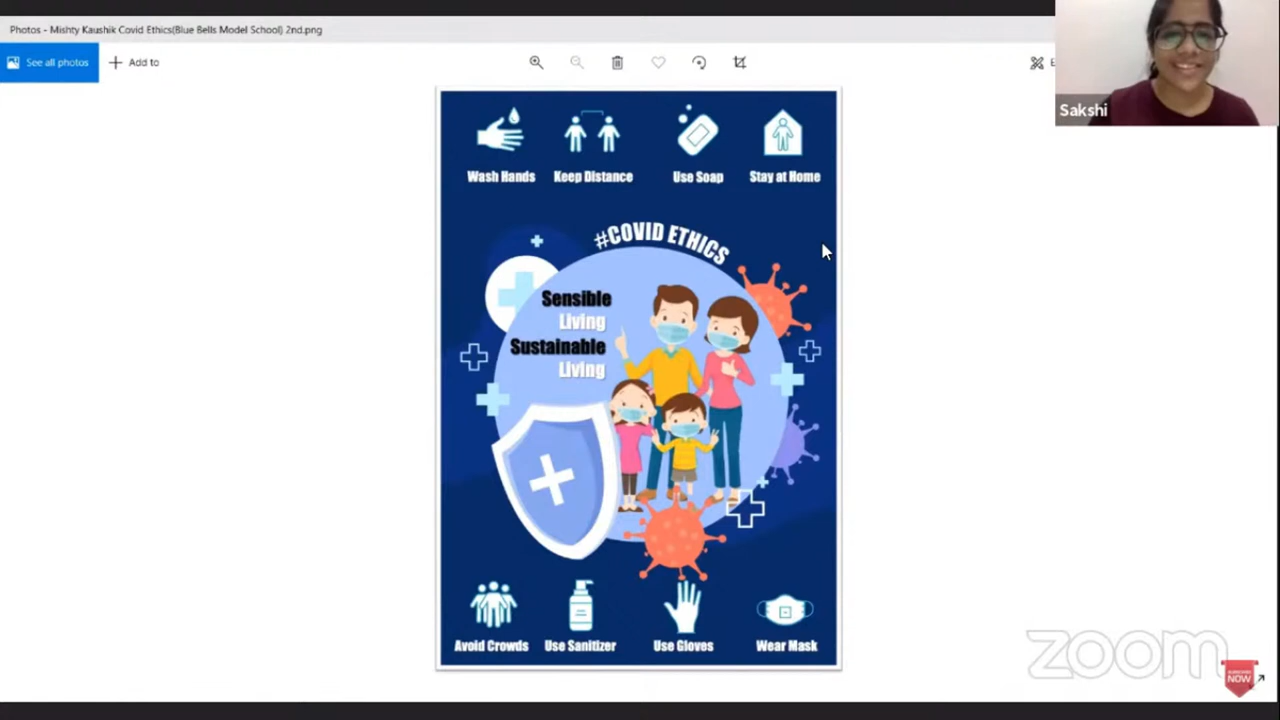 Photos - Mishty Kaushik Covid Ethics(Blue Bells Model School) 2nd.png
See all photos
Add to
Sakshi
Wash Hands
Keep Distance
Use Soap
Stay at Home
#COVID ETHICS
Sensible
Living
Sustainable
Living
Avoid Crowds
Use Sanitizer
Use Gloves
Wear Mask
zoom
NOW